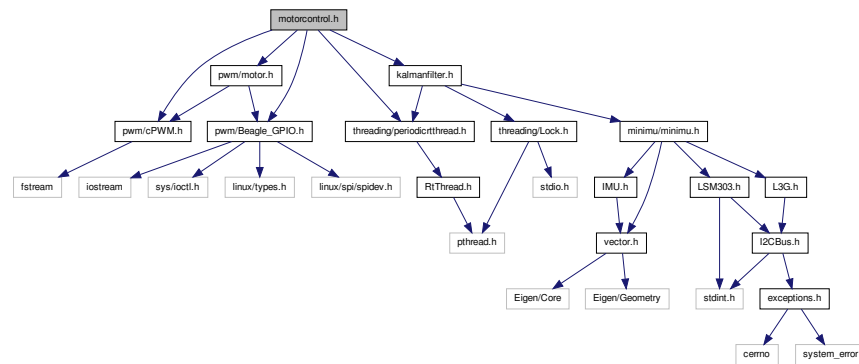 motorcontrol.h
pwm/motor.h
kalmanfilter.h
pwm/cPWM.h
pwm/Beagle_GPIO.h
threading/periodicrtthread.h
threading/Lock.h
minimu/minimu.h
fstream
iostream
sys/ioctl.h
linux/types.h
linux/spi/spidev.h
RtThread.h
stdio.h
IMU.h
LSM303.h
L3G.h
pthread.h
vector.h
I2CBus.h
Eigen/Core
Eigen/Geometry
stdint.h
exceptions.h
cerrno
system_error